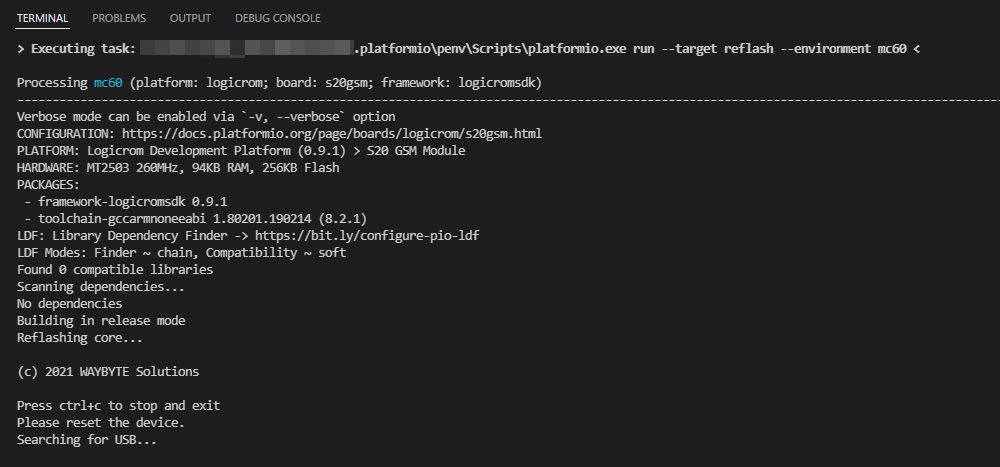 TERMINAL PROBLEMS OUTPUT DEBUG CONSOLE
> Executing task: .platformio\penv\Scripts\platformio.exe run --target reflash --environment mc60 <
Processing mc60 (platform: logicrom; board: s20gsm; framework: logicromsdk)
--------------------------------------------------------------------------------
Verbose mode can be enabled via `-v, --verbose` option
CONFIGURATION: https://docs.platformio.org/page/boards/logicrom/s20gsm.html
PLATFORM: Logicrom Development Platform (0.9.1) > S20 GSM Module
HARDWARE: MT2503 260MHz, 94KB RAM, 256KB Flash
PACKAGES:
- framework-logicromsdk 0.9.1
- toolchain-gccarmnoneeabi 1.80201.190214 (8.2.1)
LDF: Library Dependency Finder -> https://bit.ly/configure-pio-ldf
LDF Modes: Finder ~ chain, Compatibility ~ soft
Found 0 compatible libraries
Scanning dependencies...
No dependencies
Building in release mode
Reflashing core...
(c) 2021 WAYBYTE Solutions
Press ctrl+c to stop and exit
Please reset the device.
Searching for USB...